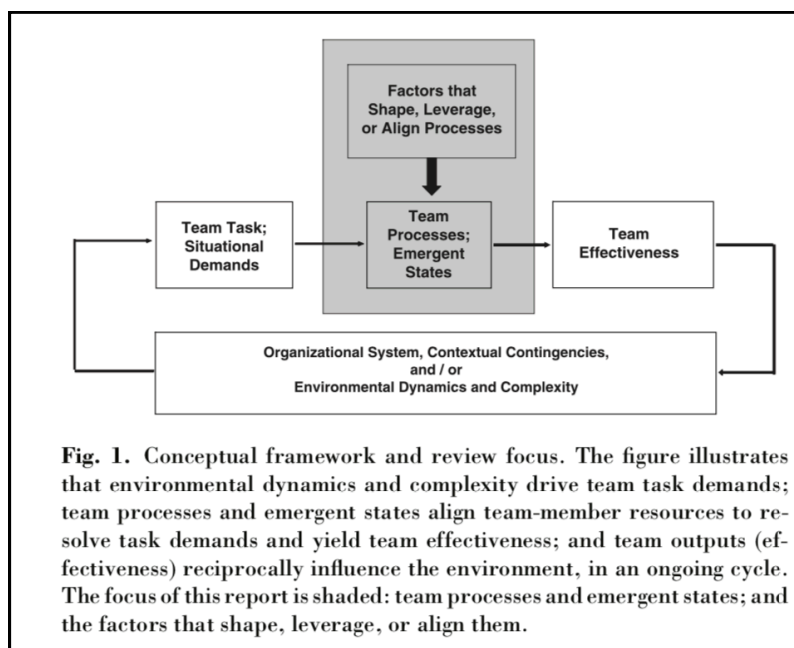 Factors that
Shape, Leverage,
or Align Processes
Team Task;
Situational
Demands
Team
Processes;
Emergent
States
Team
Effectiveness
Organizational System, Contextual Contingencies,
and / or
Environmental Dynamics and Complexity
Fig. 1. Conceptual framework and review focus. The figure illustrates
that environmental dynamics and complexity drive team task demands;
team processes and emergent states align team-member resources to re-
solve task demands and yield team effectiveness; and team outputs (ef-
fectiveness) reciprocally influence the environment, in an ongoing cycle.
The focus of this report is shaded: team processes and emergent states; and
the factors that shape, leverage, or align them.